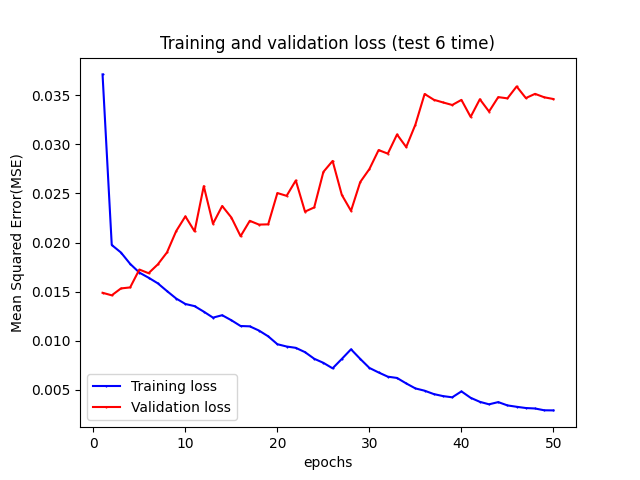 Training and validation loss (test 6 time)
Mean Squared Error(MSE)
0.035
0.030
0.025
0.020
0.015
0.010
0.005
Training loss
Validation loss
0 10 20 30 40 50
epochs